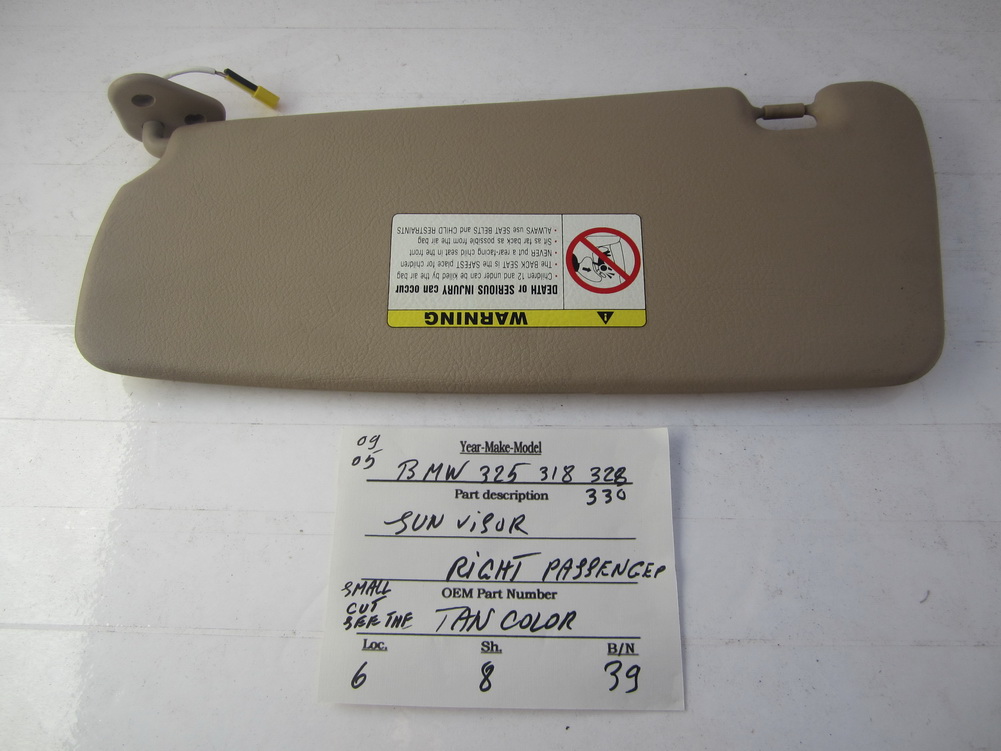 WARNING
DEATH or SERIOUS INJURY can occur
• Children 12 and under can be killed by the air bag
• The BACK SEAT is the SAFEST place for children
• NEVER put a rear-facing child seat in the front
• Sit as far back as possible from the air bag
• ALWAYS use SEAT BELTS and CHILD RESTRAINTS
09
05
Year-Make-Model
BMW 325 318 328
330
Part description
SUN VISOR
RIGHT PASSENGER
OEM Part Number
SMALL
CUT
SEE THE
TAN COLOR
Loc. Sh. B/N
6 8 39